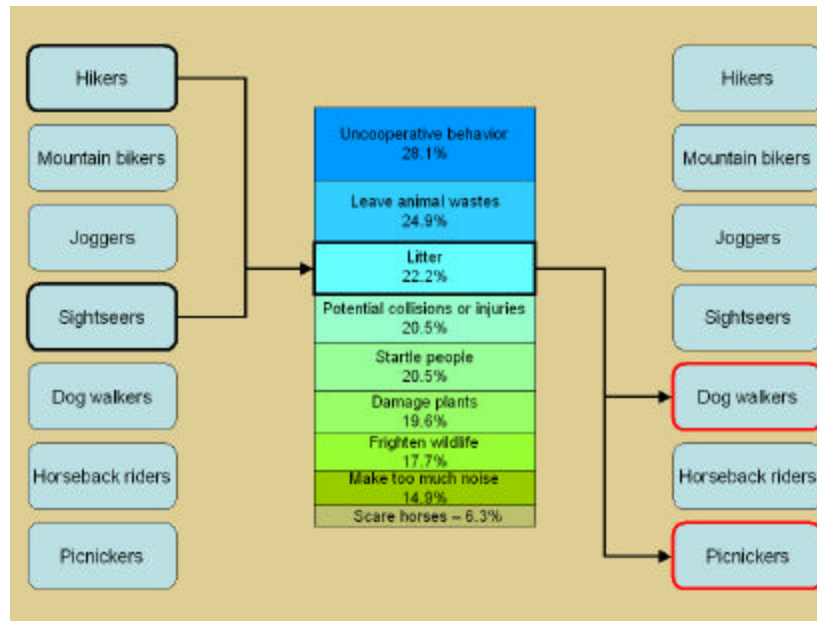 Hikers
Mountain bikers
Joggers
Sightseers
Dog walkers
Horseback riders
Picnickers
Uncooperative behavior
28.1%
Leave animal wastes
24.9%
Litter
22.2%
Potential collisions or injuries
20.5%
Startle people
20.5%
Damage plants
19.6%
Frighten wildlife
17.7%
Make too much noise
14.9%
Scare horses – 6.3%
Hikers
Mountain bikers
Joggers
Sightseers
Dog walkers
Horseback riders
Picnickers